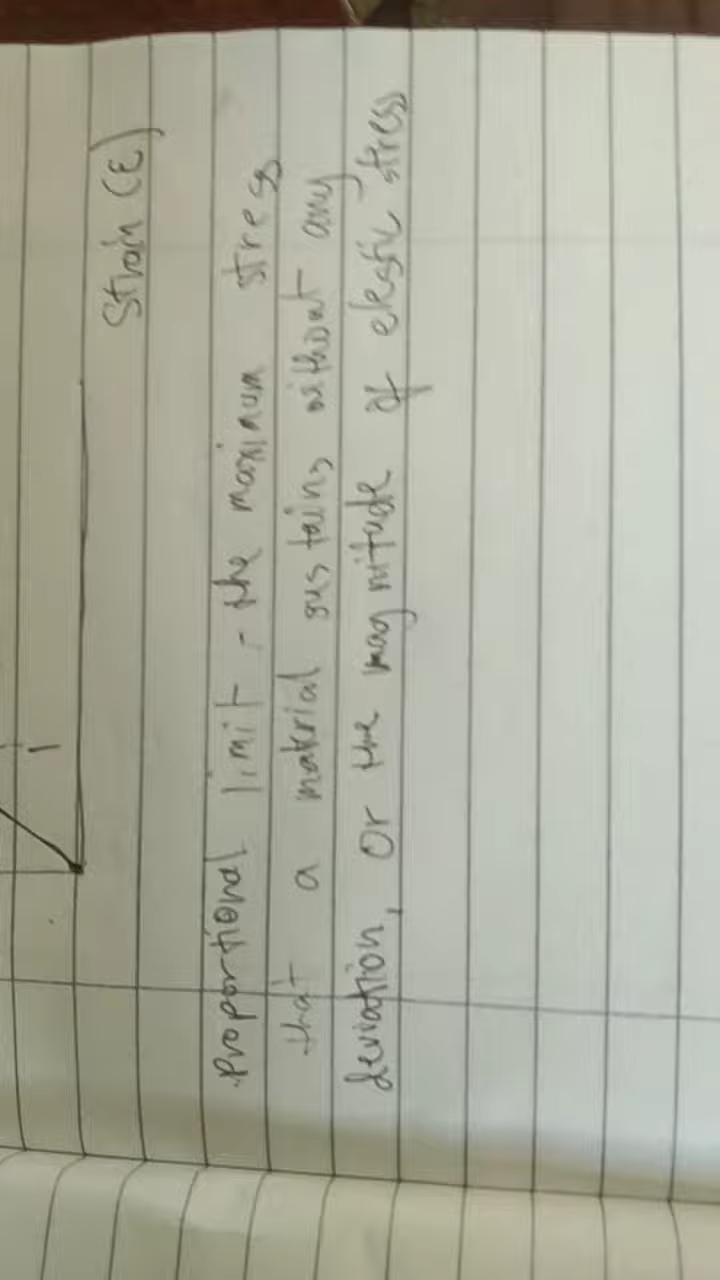 Strain (ε)
Proportional limit - the maximum stress
that a material sustains without any
deviation, or the magnitude of elastic stress